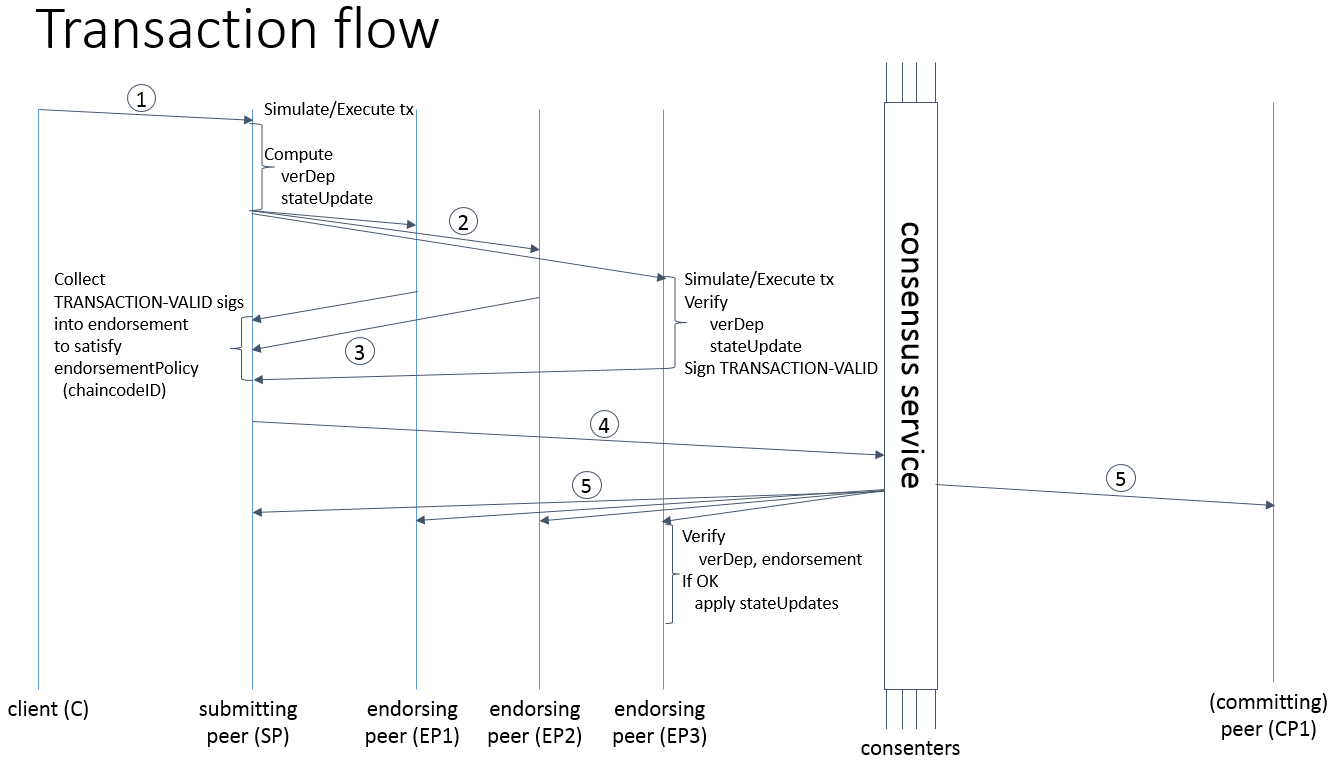 Transaction flow
1
Simulate/Execute tx
Compute
verDep
stateUpdate
2
Collect
TRANSACTION-VALID sigs
into endorsement
to satisfy
endorsementPolicy
(chaincodeID)
3
Simulate/Execute tx
Verify
verDep
stateUpdate
Sign TRANSACTION-VALID
consensus service
4
5
5
Verify
verDep, endorsement
If OK
apply stateUpdates
client (C)
submitting
peer (SP)
endorsing
peer (EP1)
endorsing
peer (EP2)
endorsing
peer (EP3)
consenters
(committing)
peer (CP1)